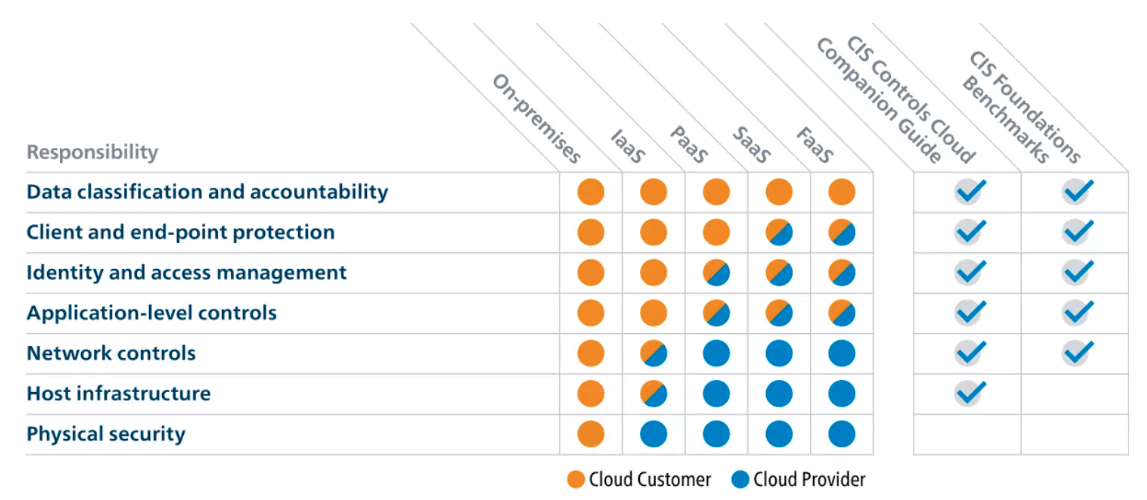 On-premises
IaaS
PaaS
SaaS
FaaS
CIS Controls Cloud
Companion Guide
CIS Foundations
Benchmarks
Responsibility
Data classification and accountability
Client and end-point protection
Identity and access management
Application-level controls
Network controls
Host infrastructure
Physical security
Cloud Customer
Cloud Provider